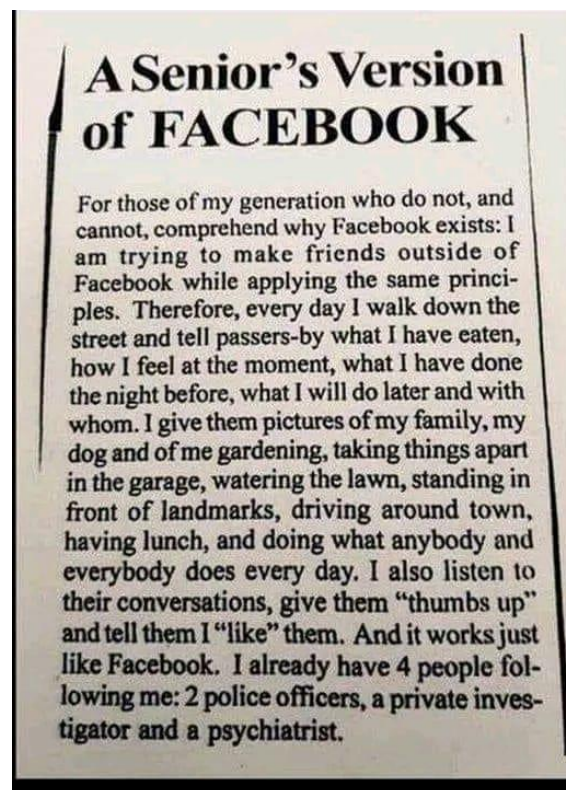 A Senior's Version
of FACEBOOK
For those of my generation who do not, and
cannot, comprehend why Facebook exists: I
am trying to make friends outside of
Facebook while applying the same princi-
ples. Therefore, every day I walk down the
street and tell passers-by what I have eaten,
how I feel at the moment, what I have done
the night before, what I will do later and with
whom. I give them pictures of my family, my
dog and of me gardening, taking things apart
in the garage, watering the lawn, standing in
front of landmarks, driving around town,
having lunch, and doing what anybody and
everybody does every day. I also listen to
their conversations, give them "thumbs up"
and tell them I "like" them. And it works just
like Facebook. I already have 4 people fol-
lowing me: 2 police officers, a private inves-
tigator and a psychiatrist.